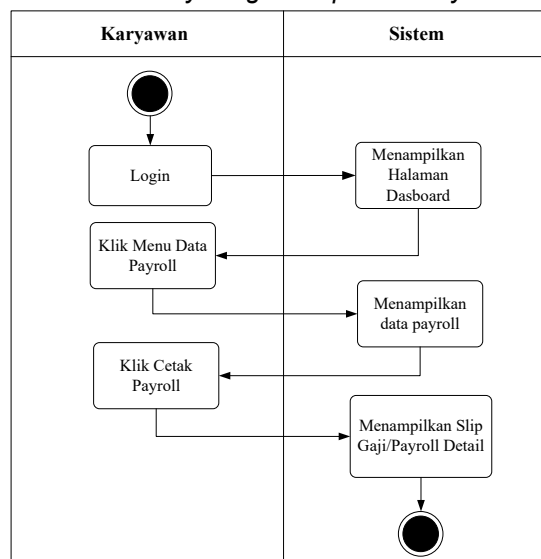 Karyawan
Sistem
Login
Menampilkan
Halaman
Dasboard
Klik Menu Data
Payroll
Menampilkan
data payroll
Klik Cetak
Payroll
Menampilkan Slip
Gaji/Payroll Detail